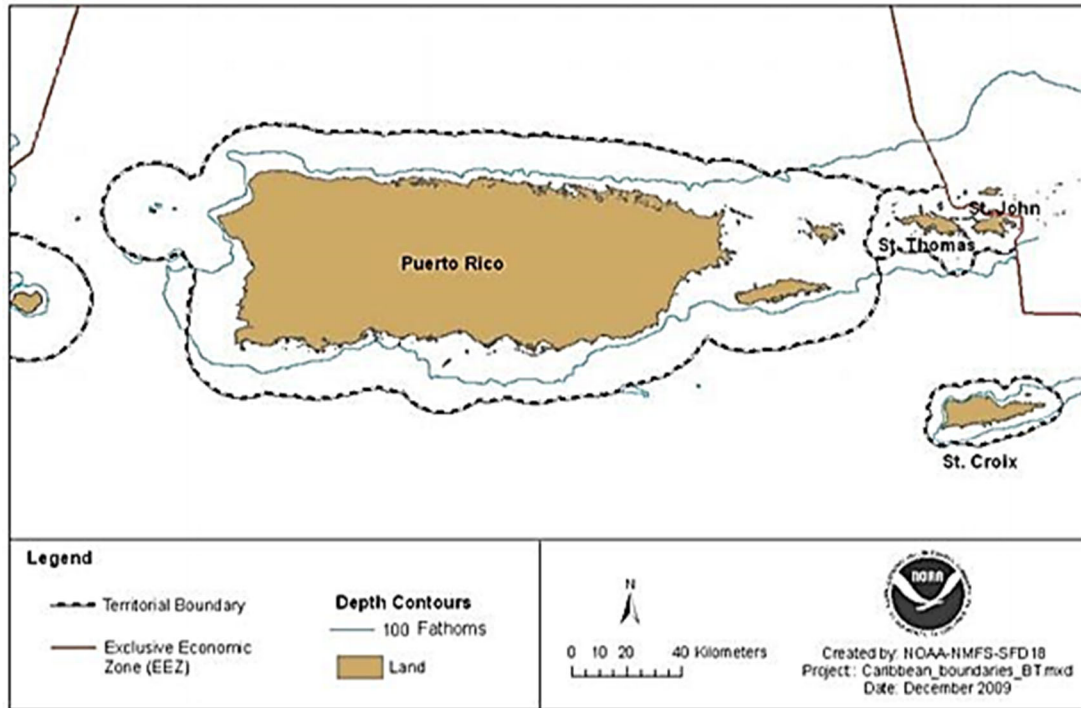 St. John
St. Thomas
Puerto Rico
St. Croix
Legend
Territorial Boundary
Exclusive Economic
Zone (EEZ)
Depth Contours
100 Fathoms
Land
N
0 10 20 40 Kilometers
NOAA
Created by: NOAA-NMFS-SFD18
Project: Caribbean_boundaries_BT.mxd
Date: December 2009